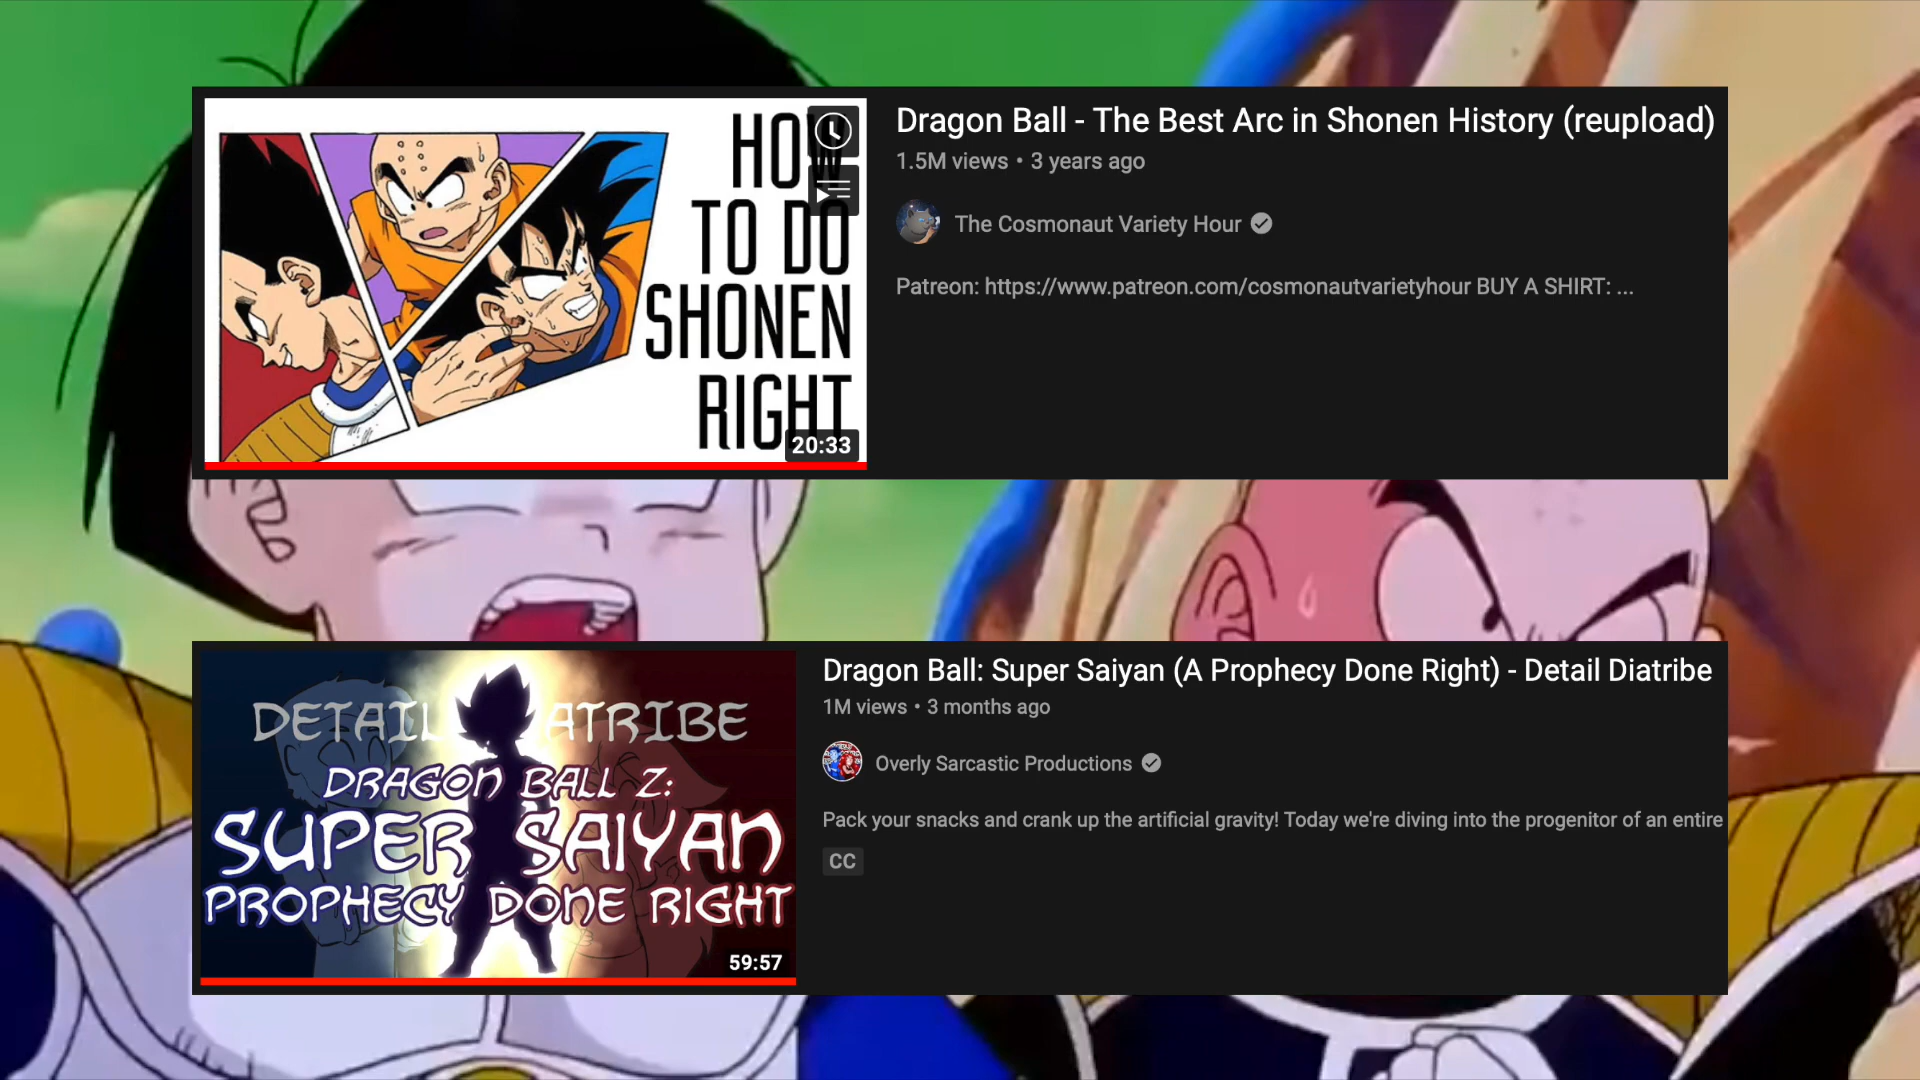 HOW
TO DO
SHONEN
RIGHT
20:33
Dragon Ball - The Best Arc in Shonen History (reupload)
1.5M views • 3 years ago
The Cosmonaut Variety Hour
Patreon: https://www.patreon.com/cosmonautvarietyhour BUY A SHIRT: ...
DETAIL ATRIBE
DRAGON BALL Z:
SUPER SAIYAN
PROPHECY DONE RIGHT
59:57
Dragon Ball: Super Saiyan (A Prophecy Done Right) - Detail Diatribe
1M views • 3 months ago
Overly Sarcastic Productions
Pack your snacks and crank up the artificial gravity! Today we're diving into the progenitor of an entire
CC